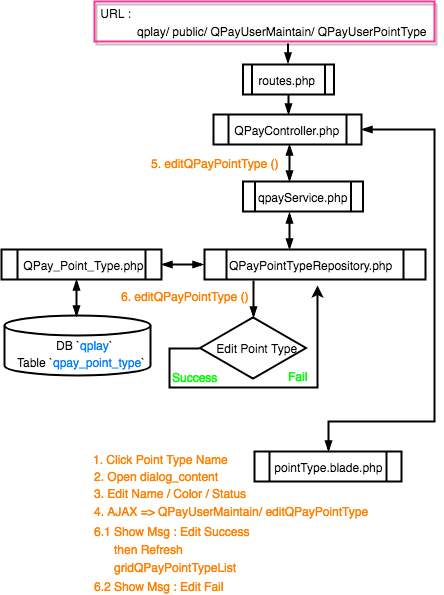 URL :
qplay/ public/ QPayUserMaintain/ QPayUserPointType
routes.php
QPayController.php
5. editQPayPointType ()
qpayService.php
QPay_Point_Type.php
QPayPointTypeRepository.php
6. editQPayPointType ()
DB `qplay`
Table `qpay_point_type`
Edit Point Type
Success
Fail
pointType.blade.php
1. Click Point Type Name
2. Open dialog_content
3. Edit Name / Color / Status
4. AJAX => QPayUserMaintain/ editQPayPointType
6.1 Show Msg : Edit Success
then Refresh
gridQPayPointTypeList
6.2 Show Msg : Edit Fail